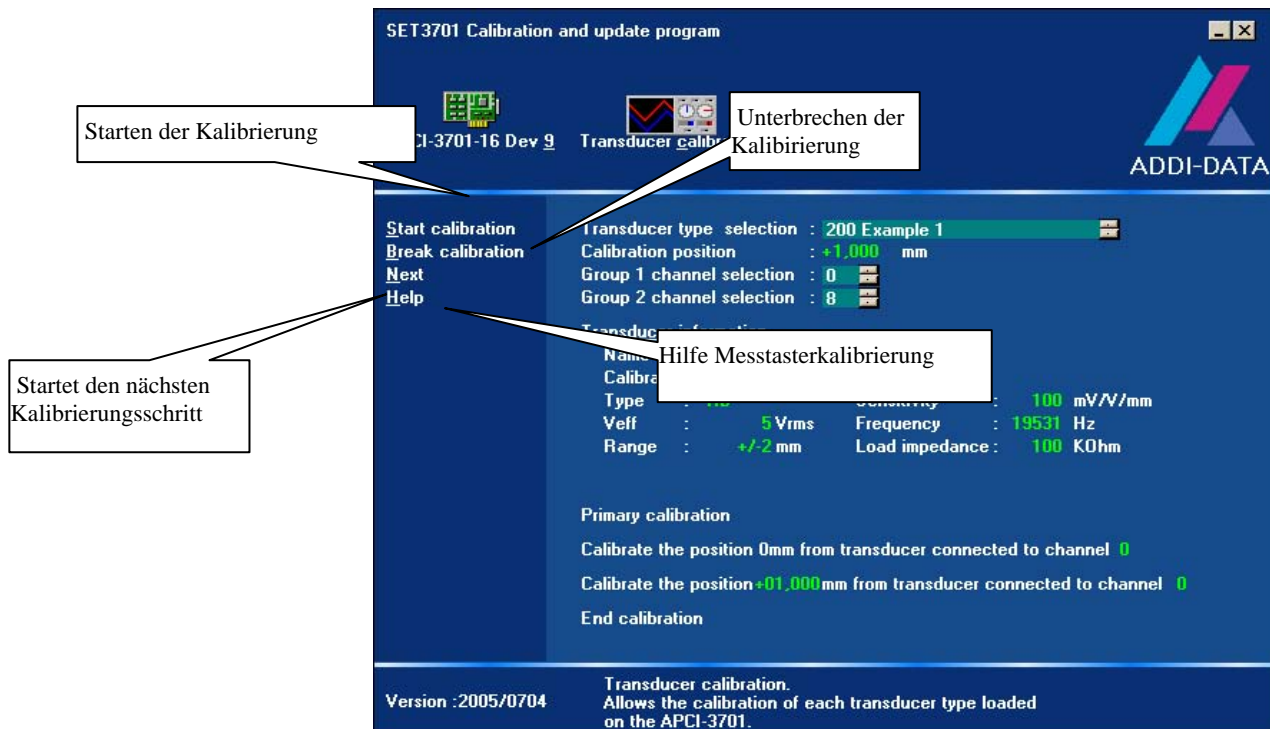 SET3701 Calibration and update program
Starten der Kalibrierung
Unterbrechen der
Kalibirierung
CI-3701-16 Dev 9
Transducer calibr
ADDI-DATA
Start calibration
Break calibration
Next
Help
Transducer type selection : 200 Example 1
Calibration position : +1,000 mm
Group 1 channel selection : 0
Group 2 channel selection : 8
Hilfe Messtasterkalibrierung
Startet den nächsten
Kalibrierungsschritt
Name
Calibra
Type :
: 100 mV/V/mm
Veff : 5 Vrms Frequency : 19531 Hz
Range : +/-2 mm Load impedance : 100 KOhm
Primary calibration
Calibrate the position 0mm from transducer connected to channel 0
Calibrate the position +01,000 mm from transducer connected to channel 0
End calibration
Version :2005/0704
Transducer calibration.
Allows the calibration of each transducer type loaded
on the APCI-3701.